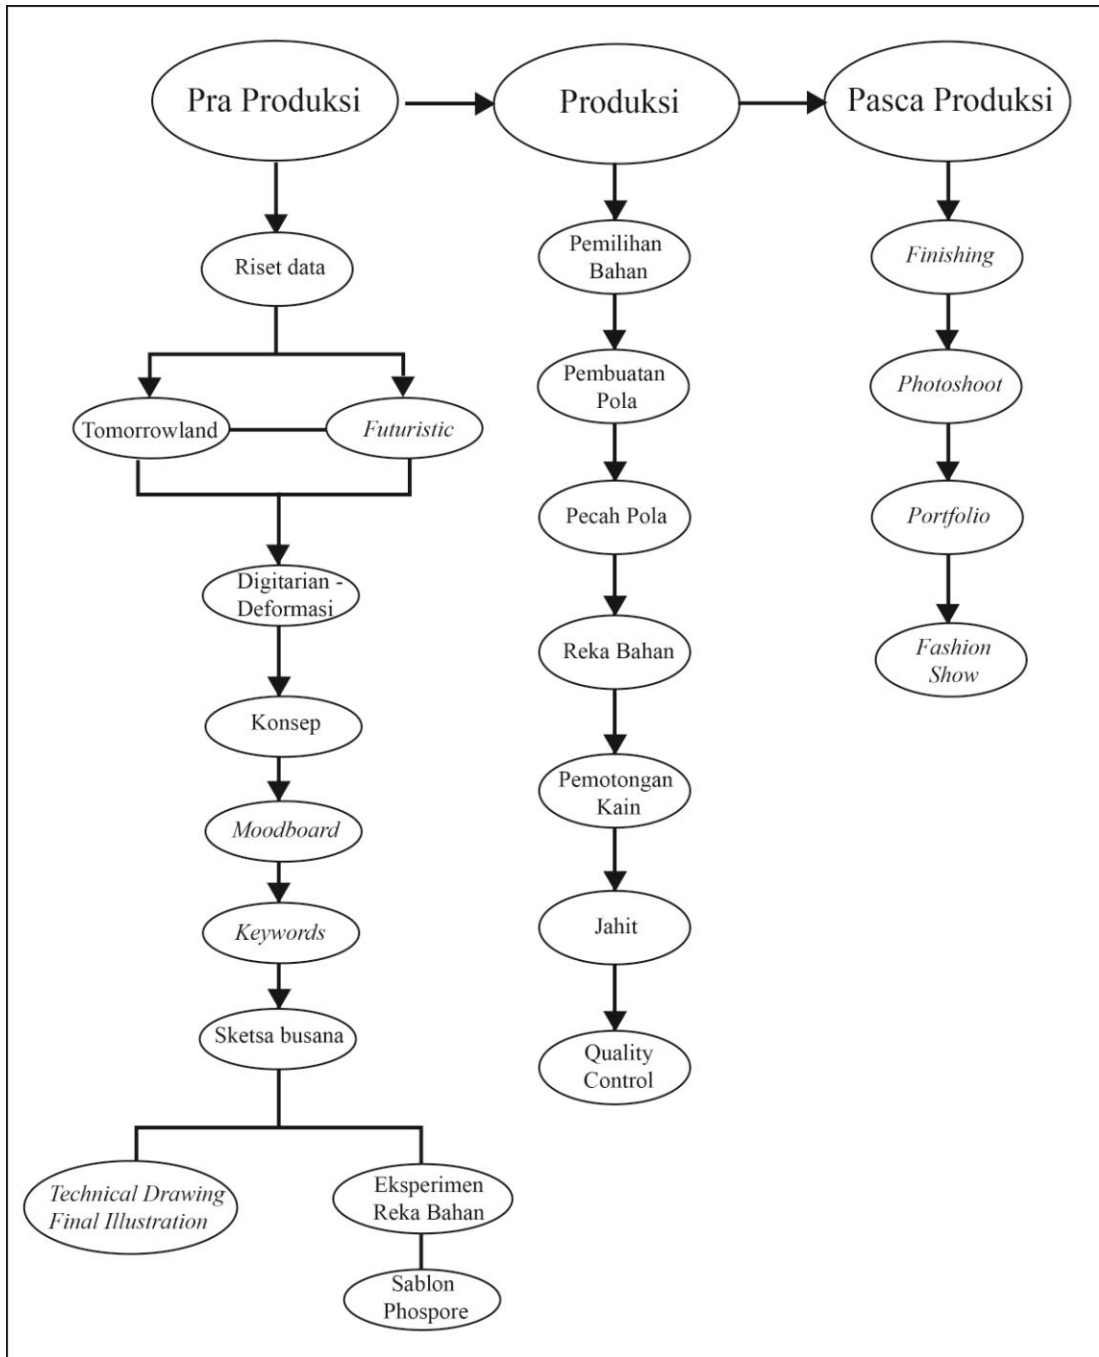 Pra Produksi
Produksi
Pasca Produksi
Riset data
Tomorrowland
Futuristic
Digitarian -
Deformasi
Konsep
Moodboard
Keywords
Sketsa busana
Technical Drawing
Final Illustration
Eksperimen
Reka Bahan
Sablon
Phospore
Pemilihan
Bahan
Pembuatan
Pola
Pecah Pola
Reka Bahan
Pemotongan
Kain
Jahit
Quality
Control
Finishing
Photoshoot
Portfolio
Fashion
Show